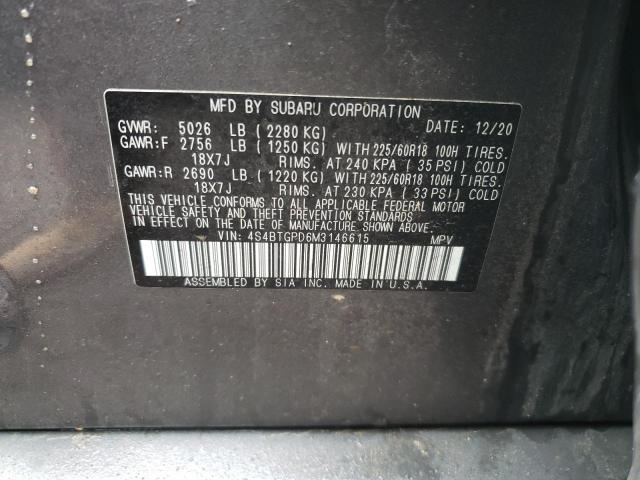 MFD BY SUBARU CORPORATION
GVWR: 5026 LB (2280 KG) DATE: 12/20
GAWR:F 2756 LB (1250 KG) WITH 225/60R18 100H TIRES.
18X7J RIMS. AT 240 KPA (35 PSI) COLD
GAWR:R 2690 LB (1220 KG) WITH 225/60R18 100H TIRES.
18X7J RIMS. AT 230 KPA (33 PSI) COLD
THIS VEHICLE CONFORMS TO ALL APPLICABLE FEDERAL MOTOR
VEHICLE SAFETY AND THEFT PREVENTION STANDARDS
IN EFFECT ON THE DATE OF MANUFACTURE SHOWN ABOVE.
VIN: 4S4BTGPD6M3146615 MPV
ASSEMBLED BY SIA INC. MADE IN U.S.A.